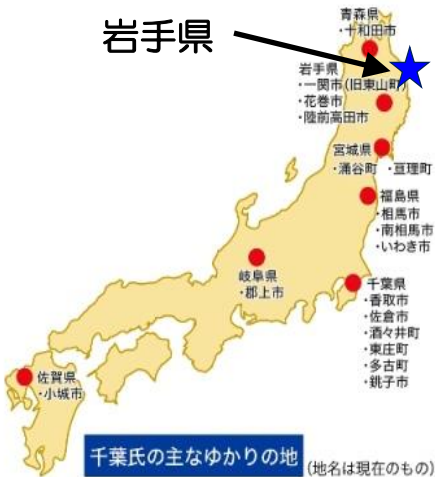 岩手県
青森県
・十和田市
岩手県
・一関市(旧東山町)
・花巻市
・陸前高田市
宮城県
・涌谷町 ・亘理町
福島県
・相馬市
・南相馬市
・いわき市
岐阜県
・郡上市
千葉県
・香取市
・佐倉市
・酒々井町
・東庄町
・多古町
・銚子市
佐賀県
・小城市
千葉氏の主なゆかりの地
(地名は現在のもの)